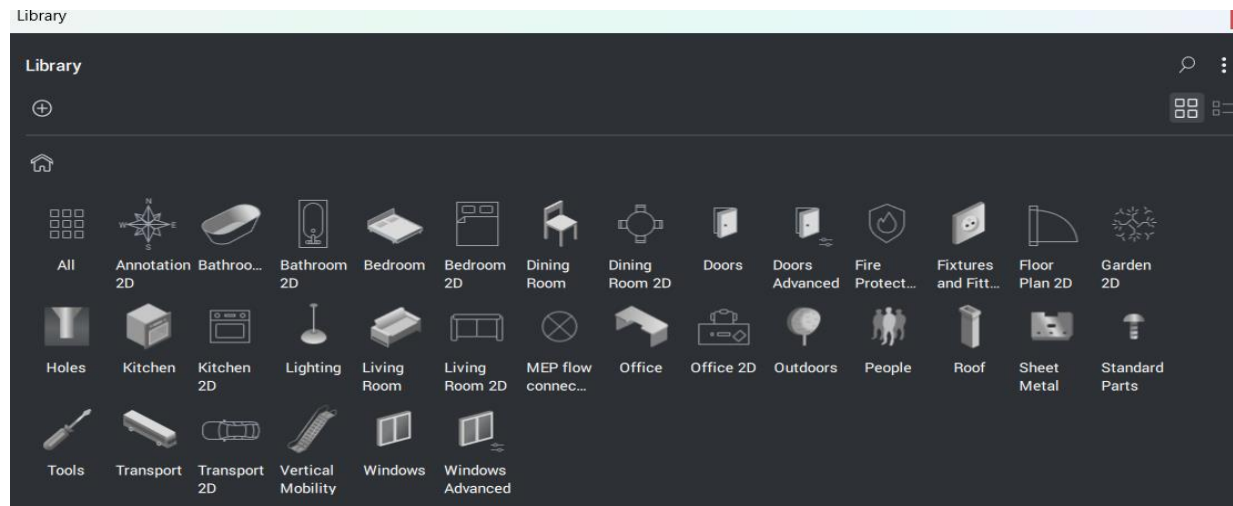 Library
Library
N
W E
S
All Annotation Bathroo... Bathroom Bedroom Bedroom Dining Dining Doors Doors Fire Fixtures Floor Garden
2D 2D 2D Room Room 2D Advanced Protect... and Fitt... Plan 2D 2D
Holes Kitchen Kitchen Lighting Living Living MEP flow Office Office 2D Outdoors People Roof Sheet Standard
2D Room Room 2D connec... Metal Parts
Tools Transport Transport Vertical Windows Windows
2D Mobility Advanced